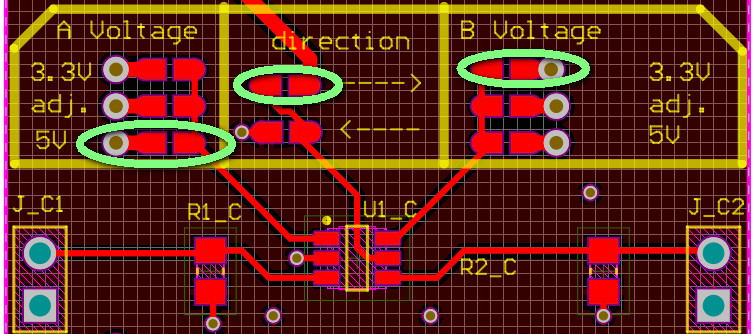 A Voltage
direction
B Voltage
3.3V
adj.
5V
---->
<----
3.3V
adj.
5V
J_C1
R1_C
U1_C
R2_C
J_C2